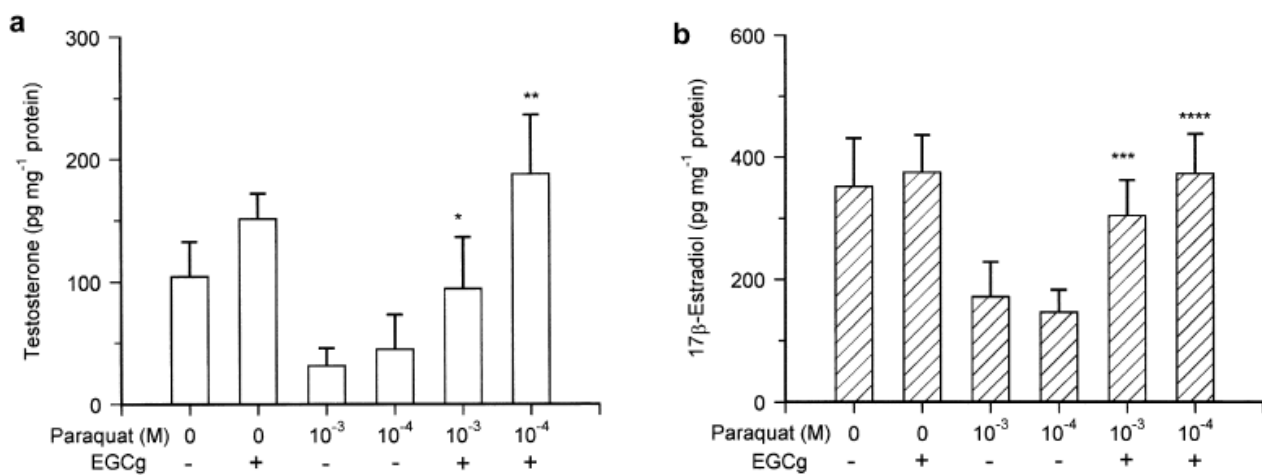 a
300
200
100
0
Testosterone (pg mg⁻¹ protein)
*
**
Paraquat (M) 0 0 10⁻³ 10⁻⁴ 10⁻³ 10⁻⁴
EGCg - + - - + +
b
600
400
200
0
17β-Estradiol (pg mg⁻¹ protein)
***
****
Paraquat (M) 0 0 10⁻³ 10⁻⁴ 10⁻³ 10⁻⁴
EGCg - + - - + +